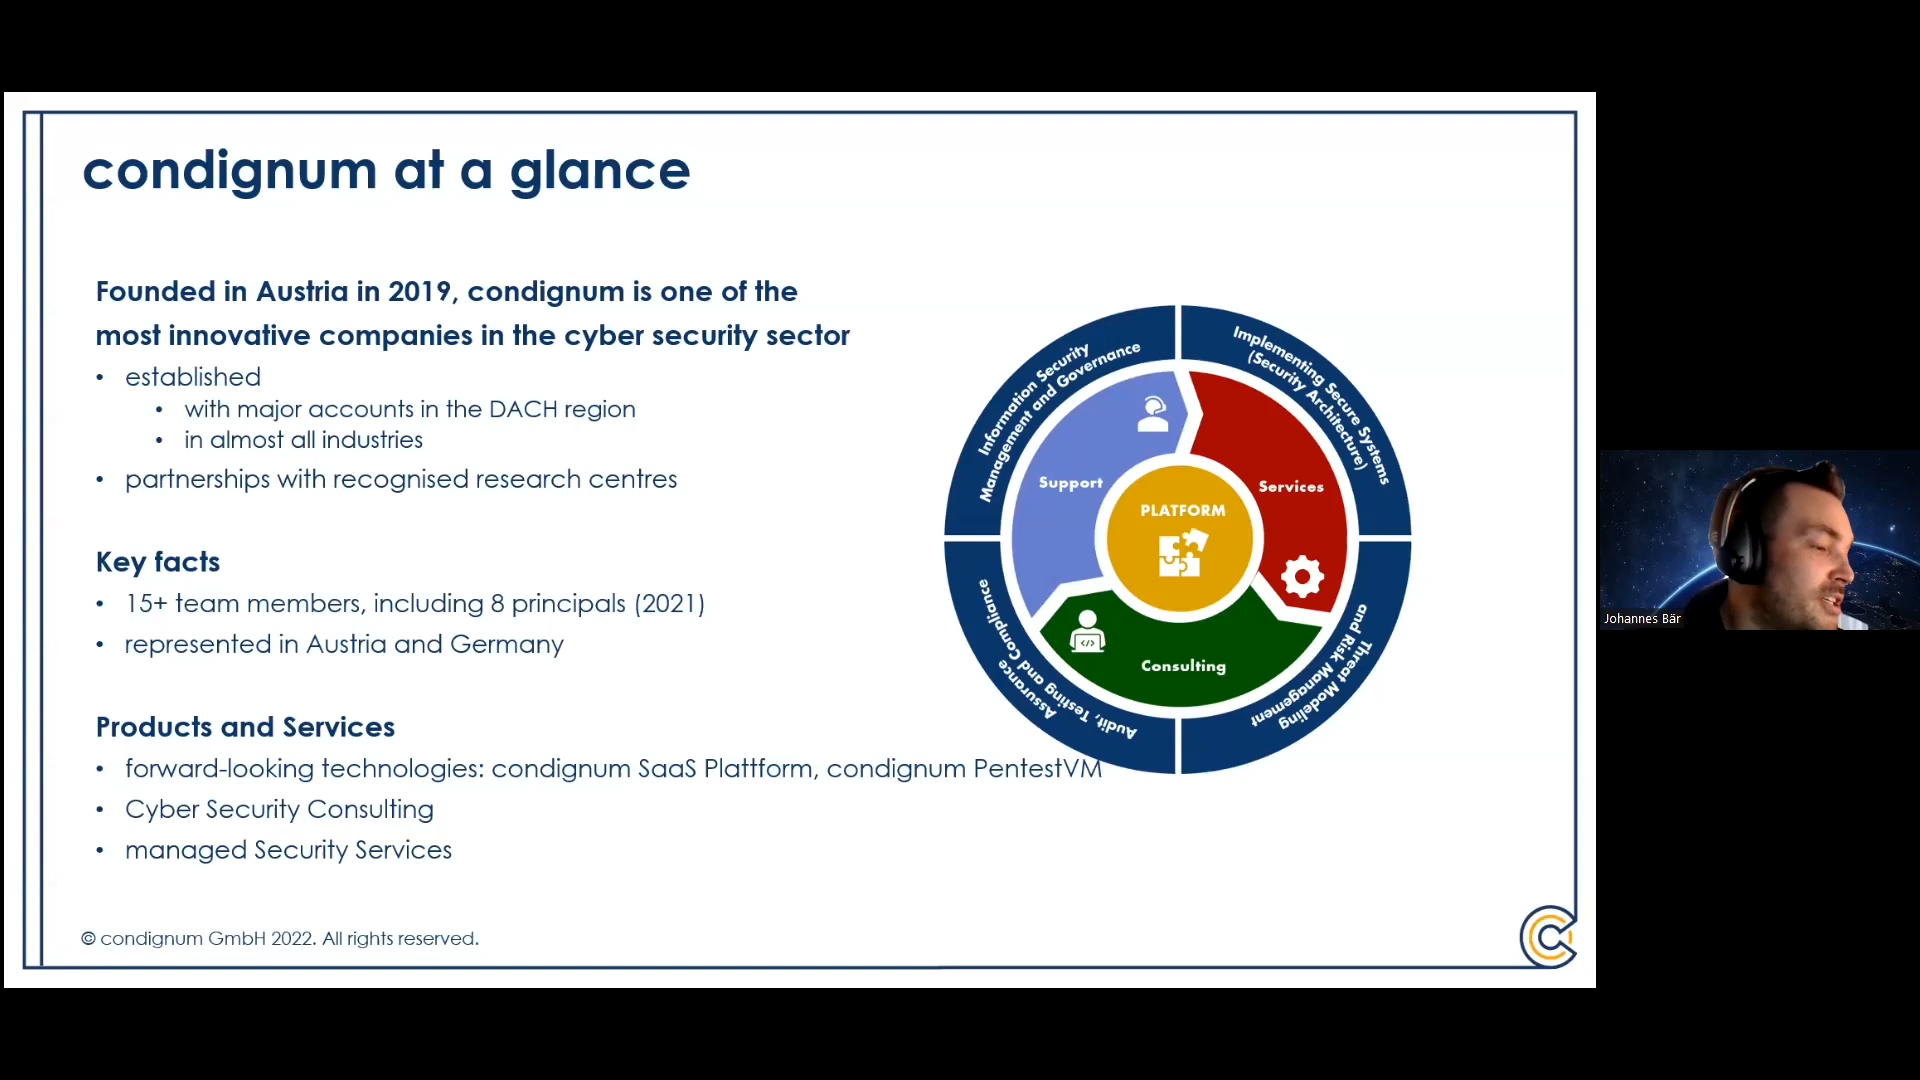 condignum at a glance
Founded in Austria in 2019, condignum is one of the
most innovative companies in the cyber security sector
• established
• with major accounts in the DACH region
• in almost all industries
• partnerships with recognised research centres
Key facts
• 15+ team members, including 8 principals (2021)
• represented in Austria and Germany
Products and Services
• forward-looking technologies: condignum SaaS Plattform, condignum PentestVM
• Cyber Security Consulting
• managed Security Services
© condignum GmbH 2022. All rights reserved.
Information Security
Management and Governance
Implementing Secure Systems
(Security Architecture)
Support
Services
PLATFORM
Consulting
Assurance
Audit, Testing and Compliance
Threat Modeling
and Risk Management
Johannes Bär